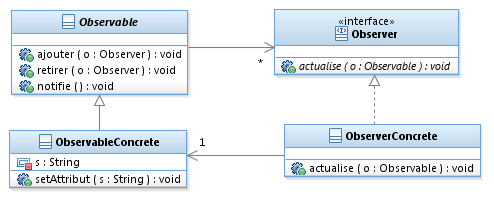 Observable
ajouter ( o : Observer ) : void
retirer ( o : Observer ) : void
notifie ( ) : void
«interface»
Observer
actualise ( o : Observable ) : void
*
ObservableConcrete
s : String
setAttribut ( s : String ) : void
1
ObserverConcrete
actualise ( o : Observable ) : void